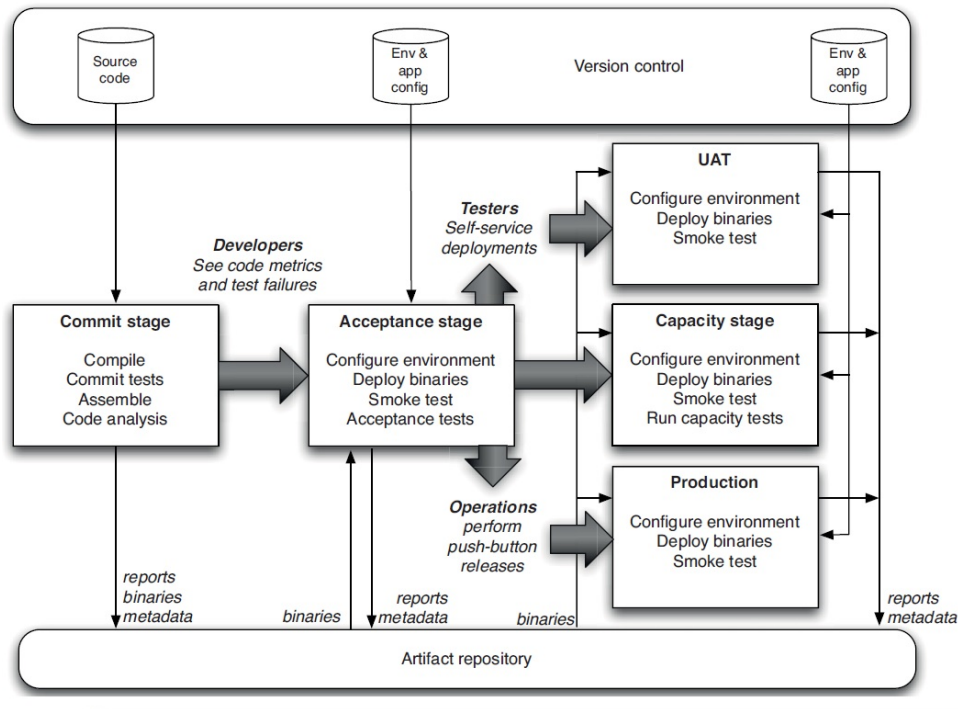 Source
code
Env &
app
config
Version control
Env &
app
config
UAT
Configure environment
Deploy binaries
Smoke test
Testers
Self-service
deployments
Developers
See code metrics
and test failures
Commit stage
Compile
Commit tests
Assemble
Code analysis
Acceptance stage
Configure environment
Deploy binaries
Smoke test
Acceptance tests
Capacity stage
Configure environment
Deploy binaries
Smoke test
Run capacity tests
Operations
perform
push-button
releases
Production
Configure environment
Deploy binaries
Smoke test
reports
binaries
metadata
binaries
reports
metadata
binaries
reports
metadata
Artifact repository